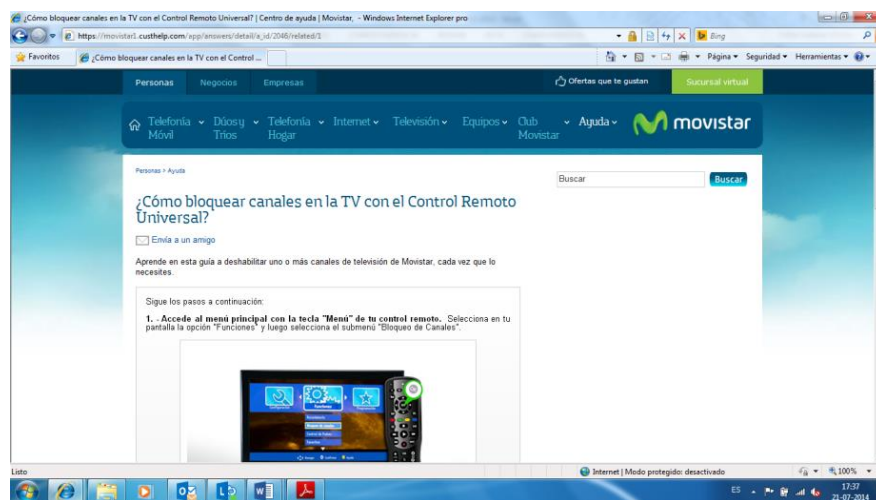 ¿Cómo bloquear canales en la TV con el Control Remoto Universal? | Centro de ayuda | Movistar, - Windows Internet Explorer pro
https://movistar1.custhelp.com/app/answers/detail/a_id/2046/related/1
Bing
Favoritos
¿Cómo bloquear canales en la TV con el Control ...
Página
Seguridad
Herramientas
Personas
Negocios
Empresas
Ofertas que te gustan
Sucursal virtual
Telefonía Móvil
Dúos y Tríos
Telefonía Hogar
Internet
Televisión
Equipos
Club Movistar
Ayuda
movistar
Personas > Ayuda
Buscar
Buscar
¿Cómo bloquear canales en la TV con el Control Remoto
Universal?
Envía a un amigo
Aprende en esta guía a deshabilitar uno o más canales de televisión de Movistar, cada vez que lo
necesites.
Sigue los pasos a continuación:
1. - Accede al menú principal con la tecla "Menú" de tu control remoto. Selecciona en tu
pantalla la opción "Funciones" y luego selecciona el submenú "Bloqueo de Canales".
Funciones
Listo
Internet | Modo protegido: desactivado
100%
ES
17:37
21-07-2014